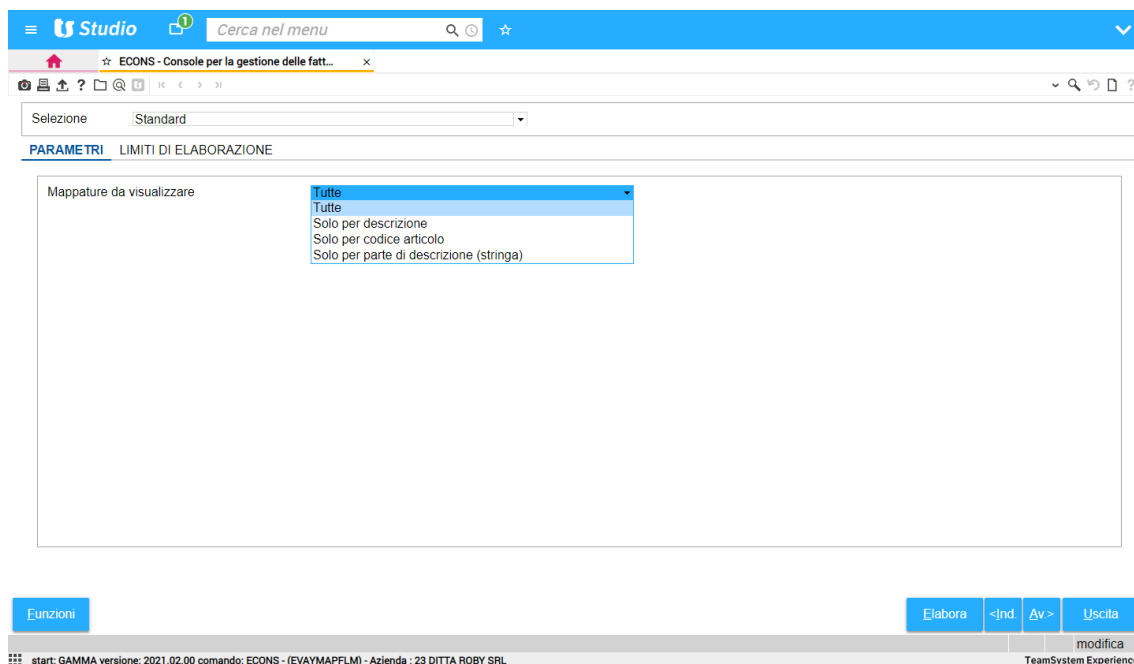 Studio 1 Cerca nel menu
ECONS - Console per la gestione delle fatt... ×
Selezione Standard
PARAMETRI LIMITI DI ELABORAZIONE
Mappature da visualizzare Tutte
Tutte
Solo per descrizione
Solo per codice articolo
Solo per parte di descrizione (stringa)
Funzioni Elabora <Ind. Av.> Uscita
modifica
start: GAMMA versione: 2021.02.00 comando: ECONS - (EVAYMAPFLM) - Azienda : 23 DITTA ROBY SRL TeamSystem Experience